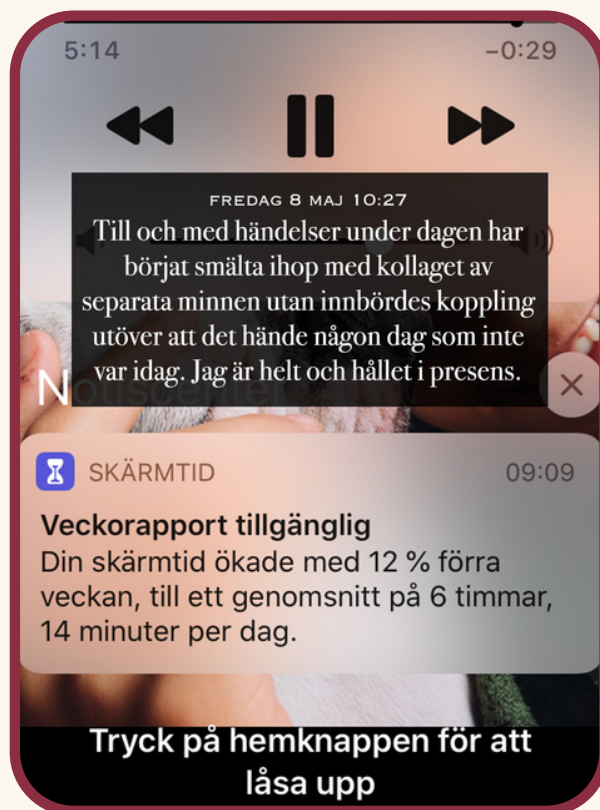 5:14
−0:29
FREDAG 8 MAJ 10:27
Till och med händelser under dagen har
börjat smälta ihop med kollaget av
separata minnen utan innbördes koppling
utöver att det hände någon dag som inte
var idag. Jag är helt och hållet i presens.
Notiscenter
SKÄRMTID
09:09
Veckorapport tillgänglig
Din skärmtid ökade med 12 % förra
veckan, till ett genomsnitt på 6 timmar,
14 minuter per dag.
Tryck på hemknappen för att
låsa upp